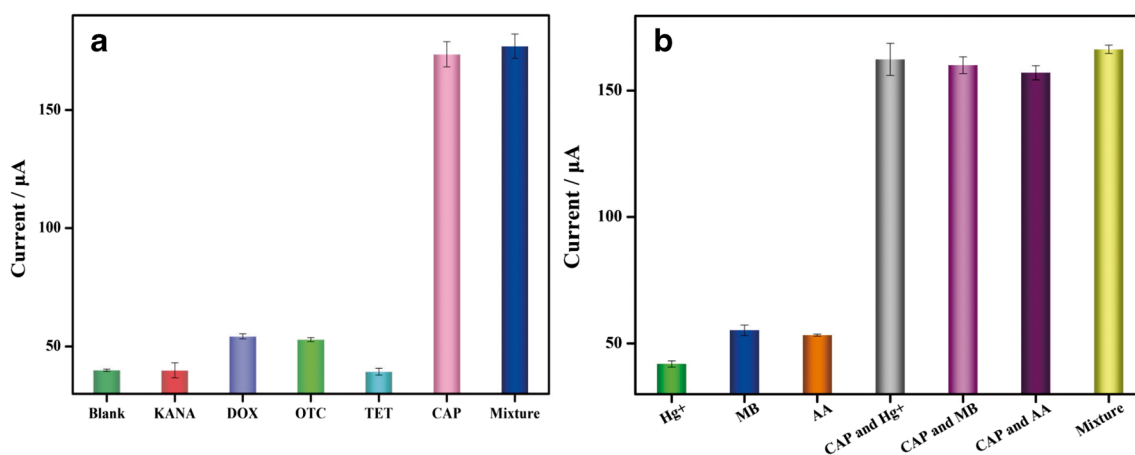 a
Current / µA
150
100
50
Blank KANA DOX OTC TET CAP Mixture
b
Current / µA
150
100
50
Hg+ MB AA CAP and Hg+ CAP and MB CAP and AA Mixture